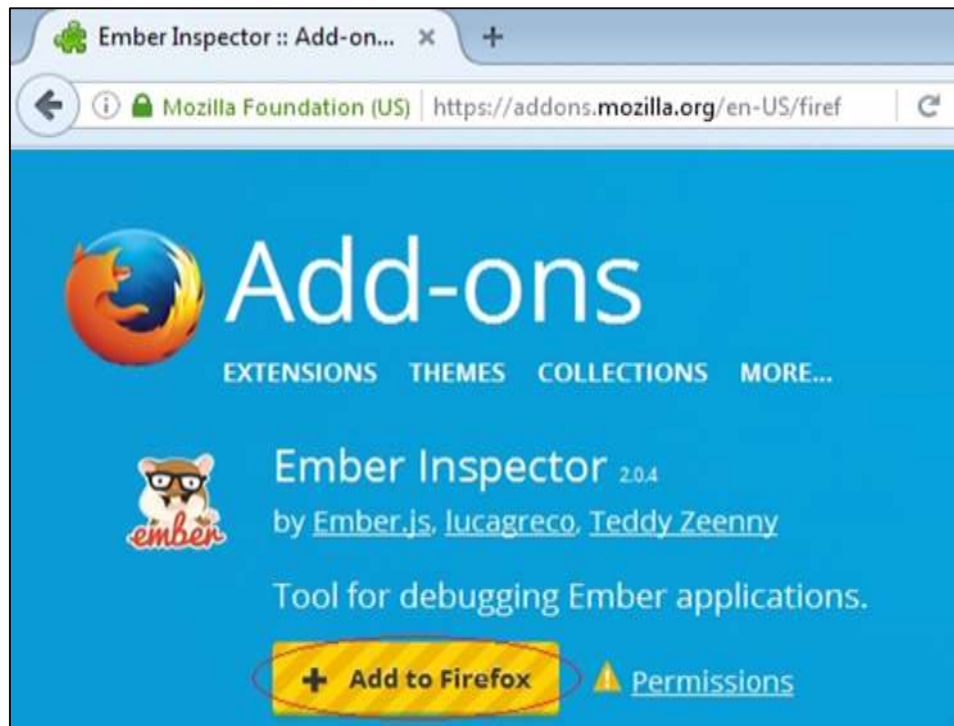 Ember Inspector :: Add-on... × +
Mozilla Foundation (US) https://addons.mozilla.org/en-US/firef
Add-ons
EXTENSIONS THEMES COLLECTIONS MORE...
ember
Ember Inspector 2.0.4
by Ember.js, lucagreco, Teddy Zeenny
Tool for debugging Ember applications.
+ Add to Firefox Permissions